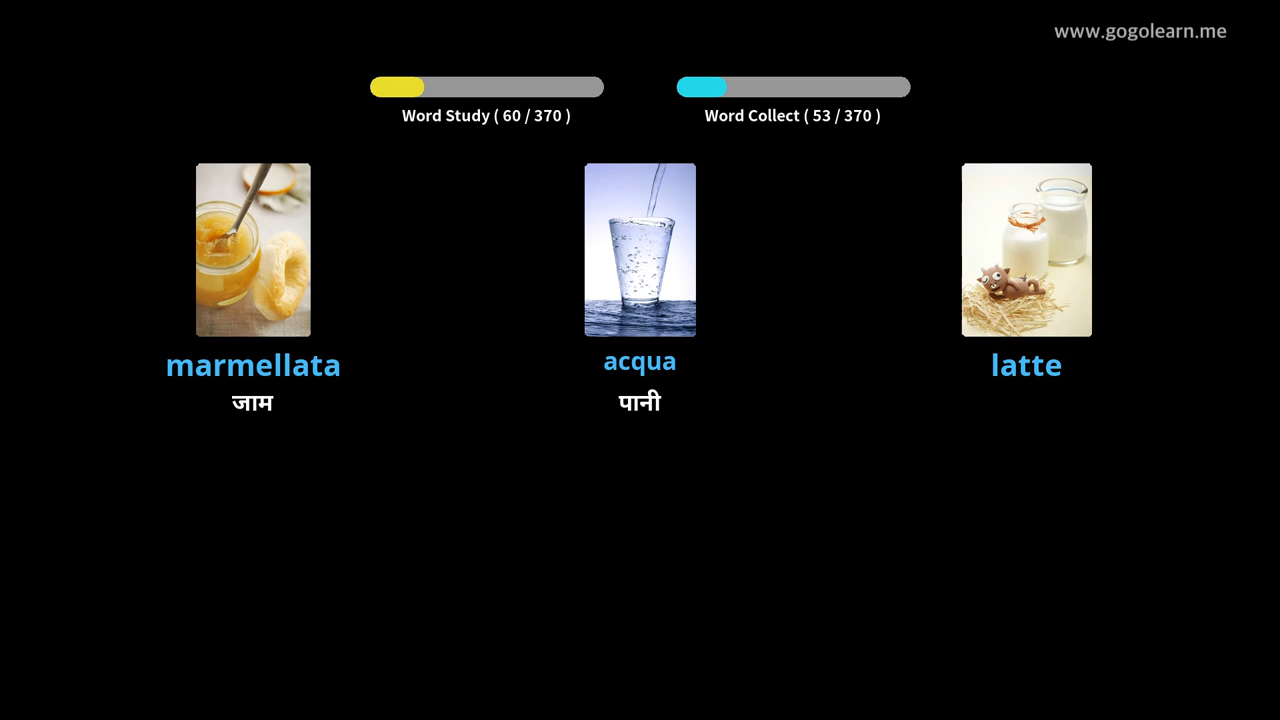 www.gogolearn.me
Word Study ( 60 / 370 )
Word Collect ( 53 / 370 )
marmellata
acqua
latte
जाम
पानी